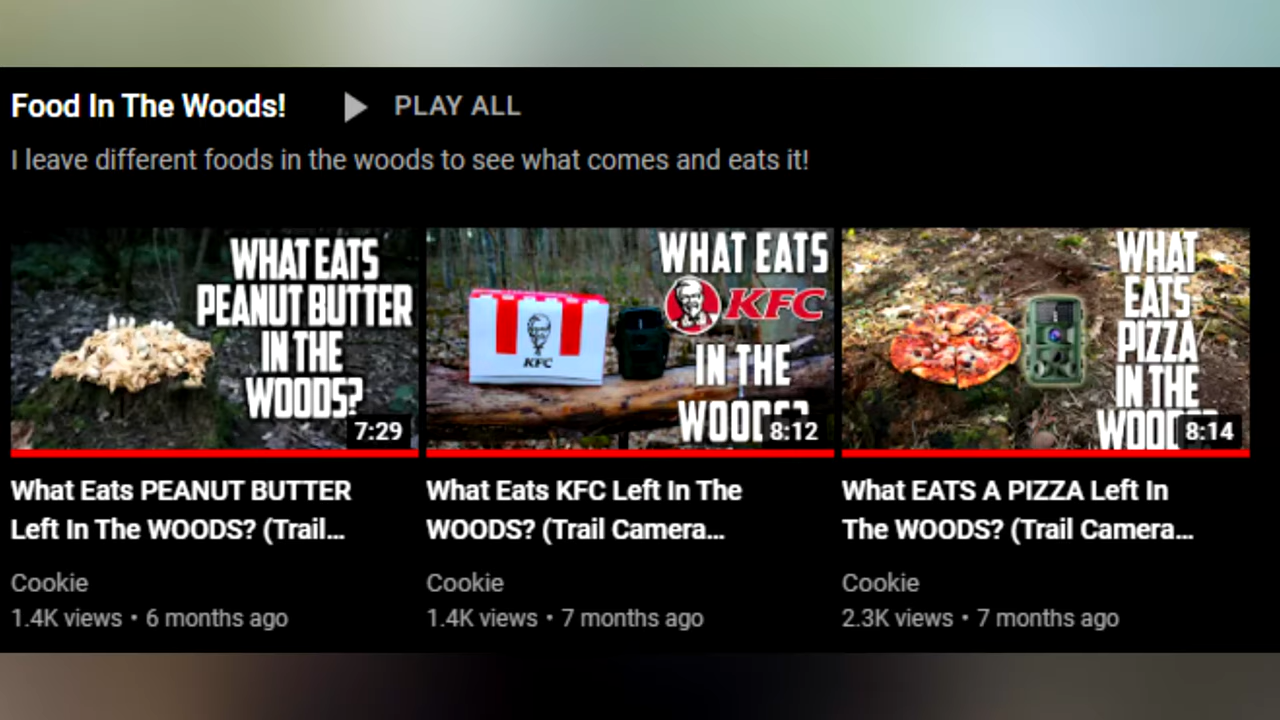 Food In The Woods!
PLAY ALL
I leave different foods in the woods to see what comes and eats it!
WHAT EATS
PEANUT BUTTER
IN THE
WOODS?
7:29
WHAT EATS
KFC
IN THE
KFC
8:12
WHAT
EATS
PIZZA
IN THE
8:14
What Eats PEANUT BUTTER
Left In The WOODS? (Trail...
Cookie
1.4K views • 6 months ago
What Eats KFC Left In The
WOODS? (Trail Camera...
Cookie
1.4K views • 7 months ago
What EATS A PIZZA Left In
The WOODS? (Trail Camera...
Cookie
2.3K views • 7 months ago